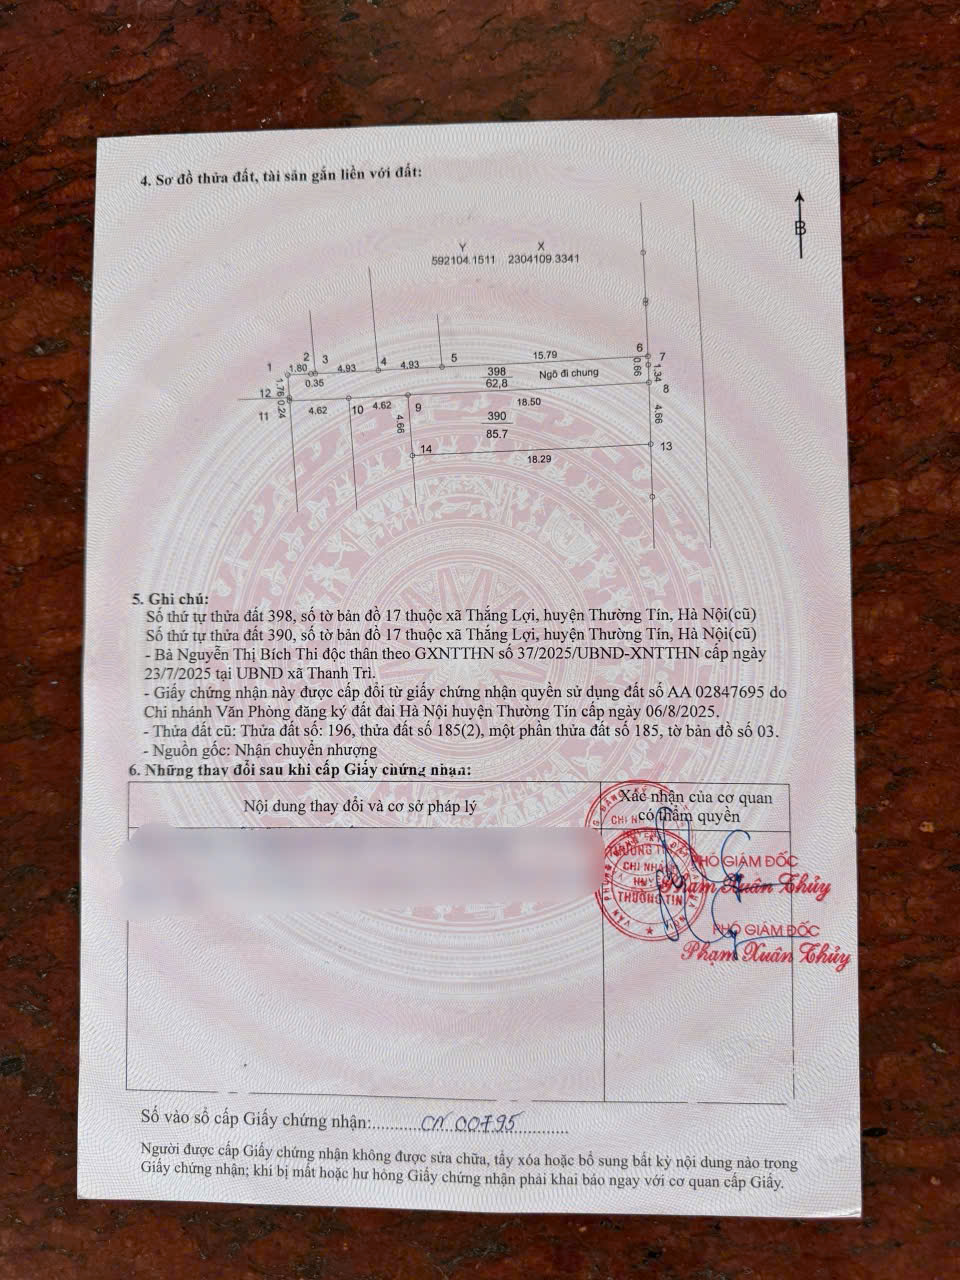 4. Sơ đồ thửa đất, tài sản gắn liền với đất:
B
Y X
592104.1511 2304109.3341
1 2 3 4 5 6 7
1.80 0.35 4.93 4.93 15.79 0.66 1.34
398
62,8
Ngõ đi chung
12 1.76 0.24 8
11 4.62 10 4.62 9 18.50
4.66 390 4.66
85.7
14 18.29 13
5. Ghi chú:
Số thứ tự thửa đất 398, số tờ bản đồ 17 thuộc xã Thắng Lợi, huyện Thường Tín, Hà Nội(cũ)
Số thứ tự thửa đất 390, số tờ bản đồ 17 thuộc xã Thắng Lợi, huyện Thường Tín, Hà Nội(cũ)
- Bà Nguyễn Thị Bích Thi độc thân theo GXNTTHN số 37/2025/UBND-XNTTHN cấp ngày
23/7/2025 tại UBND xã Thanh Trì.
- Giấy chứng nhận này được cấp đổi từ giấy chứng nhận quyền sử dụng đất số AA 02847695 do
Chi nhánh Văn Phòng đăng ký đất đai Hà Nội huyện Thường Tín cấp ngày 06/8/2025.
- Thửa đất cũ: Thửa đất số: 196, thửa đất số 185(2), một phần thửa đất số 185, tờ bản đồ số 03.
- Nguồn gốc: Nhận chuyển nhượng
6. Những thay đổi sau khi cấp Giấy chứng nhận:
Nội dung thay đổi và cơ sở pháp lý
Xác nhận của cơ quan
có thẩm quyền
CHI NHÁ
HUYỆN
THƯỜNG TÍN
PHÓ GIÁM ĐỐC
Phạm Xuân Thủy
PHÓ GIÁM ĐỐC
Phạm Xuân Thủy
Số vào sổ cấp Giấy chứng nhận:........CN 00795........
Người được cấp Giấy chứng nhận không được sửa chữa, tẩy xóa hoặc bổ sung bất kỳ nội dung nào trong
Giấy chứng nhận; khi bị mất hoặc hư hỏng Giấy chứng nhận phải khai báo ngay với cơ quan cấp Giấy.